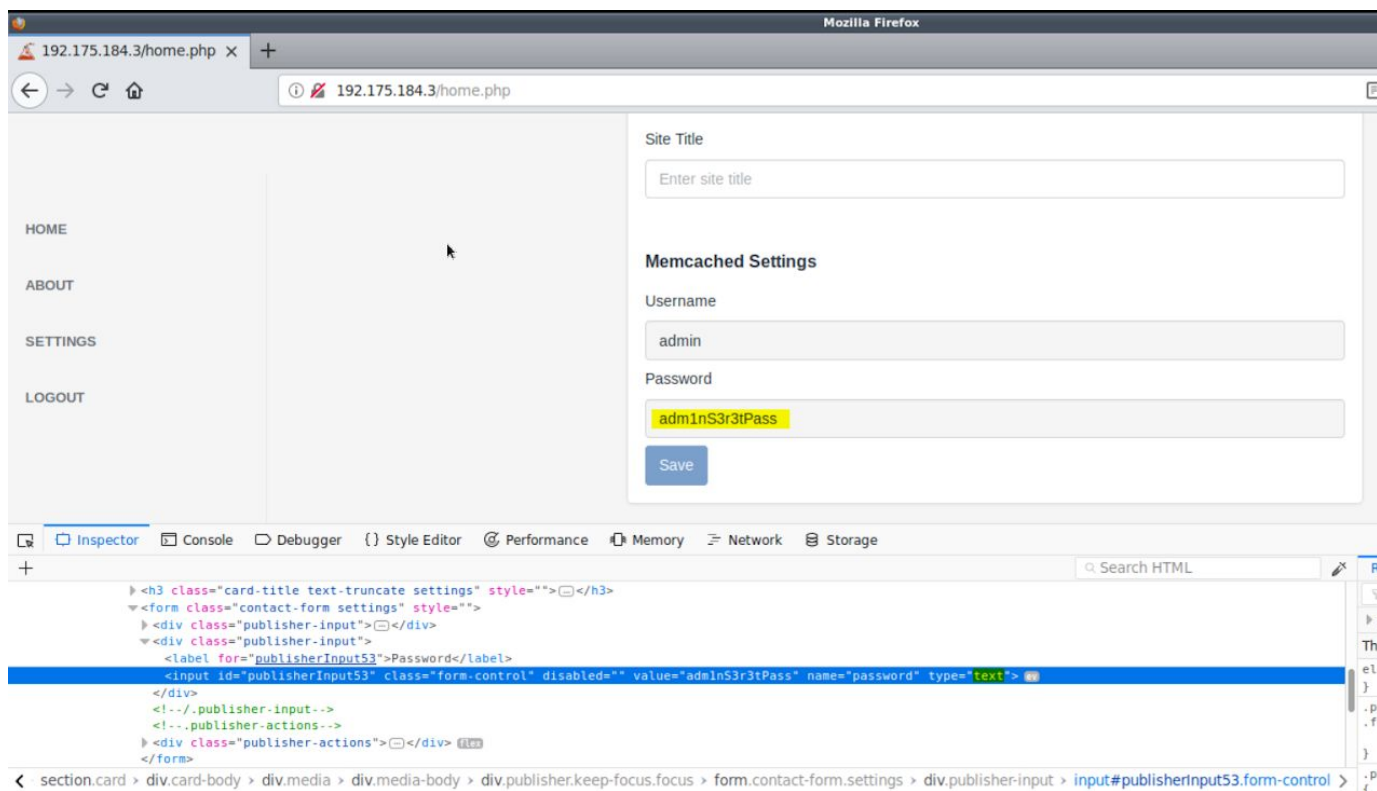 Mozilla Firefox
192.175.184.3/home.php
192.175.184.3/home.php
Site Title
Enter site title
HOME
ABOUT
SETTINGS
LOGOUT
Memcached Settings
Username
admin
Password
adm1nS3r3tPass
Save
Inspector Console Debugger {} Style Editor Performance Memory Network Storage
+ Search HTML
<h3 class="card-title text-truncate settings" style="">…</h3>
<form class="contact-form settings" style="">
<div class="publisher-input">…</div>
<div class="publisher-input">
<label for="publisherInput53">Password</label>
<input id="publisherInput53" class="form-control" disabled="" value="adm1nS3r3tPass" name="password" type="text"> ev
</div>
<!--/.publisher-input-->
<!--.publisher-actions-->
<div class="publisher-actions">…</div> flex
</form>
Th
el
}
.p
.f
}
.p
{
section.card > div.card-body > div.media > div.media-body > div.publisher.keep-focus.focus > form.contact-form.settings > div.publisher-input > input#publisherInput53.form-control